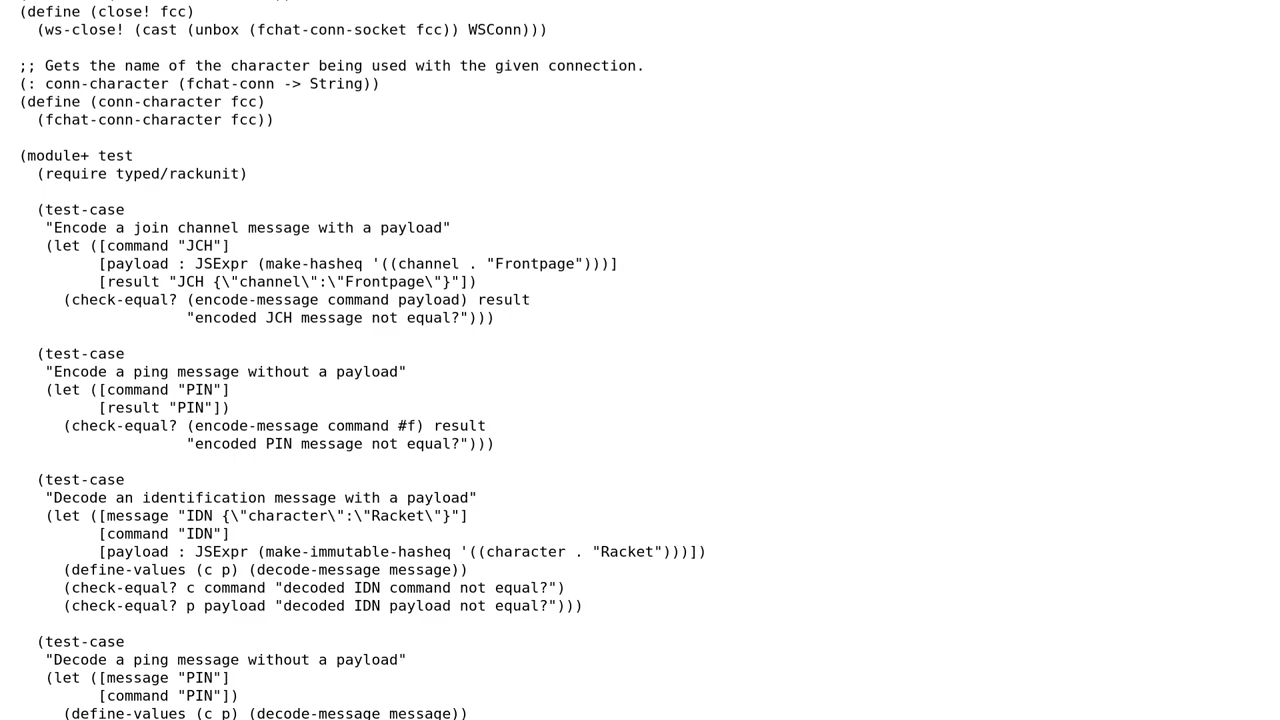 (define (close! fcc)
  (ws-close! (cast (unbox (fchat-conn-socket fcc)) WSConn)))

;; Gets the name of the character being used with the given connection.
(: conn-character (fchat-conn -> String))
(define (conn-character fcc)
  (fchat-conn-character fcc))

(module+ test
  (require typed/rackunit)

  (test-case
   "Encode a join channel message with a payload"
   (let ([command "JCH"]
         [payload : JSExpr (make-hasheq '((channel . "Frontpage")))]
         [result "JCH {\"channel\":\"Frontpage\"}"])
     (check-equal? (encode-message command payload) result
                   "encoded JCH message not equal?")))

  (test-case
   "Encode a ping message without a payload"
   (let ([command "PIN"]
         [result "PIN"])
     (check-equal? (encode-message command #f) result
                   "encoded PIN message not equal?")))

  (test-case
   "Decode an identification message with a payload"
   (let ([message "IDN {\"character\":\"Racket\"}"]
         [command "IDN"]
         [payload : JSExpr (make-immutable-hasheq '((character . "Racket")))])
     (define-values (c p) (decode-message message))
     (check-equal? c command "decoded IDN command not equal?")
     (check-equal? p payload "decoded IDN payload not equal?")))

  (test-case
   "Decode a ping message without a payload"
   (let ([message "PIN"]
         [command "PIN"])
     (define-values (c p) (decode-message message))